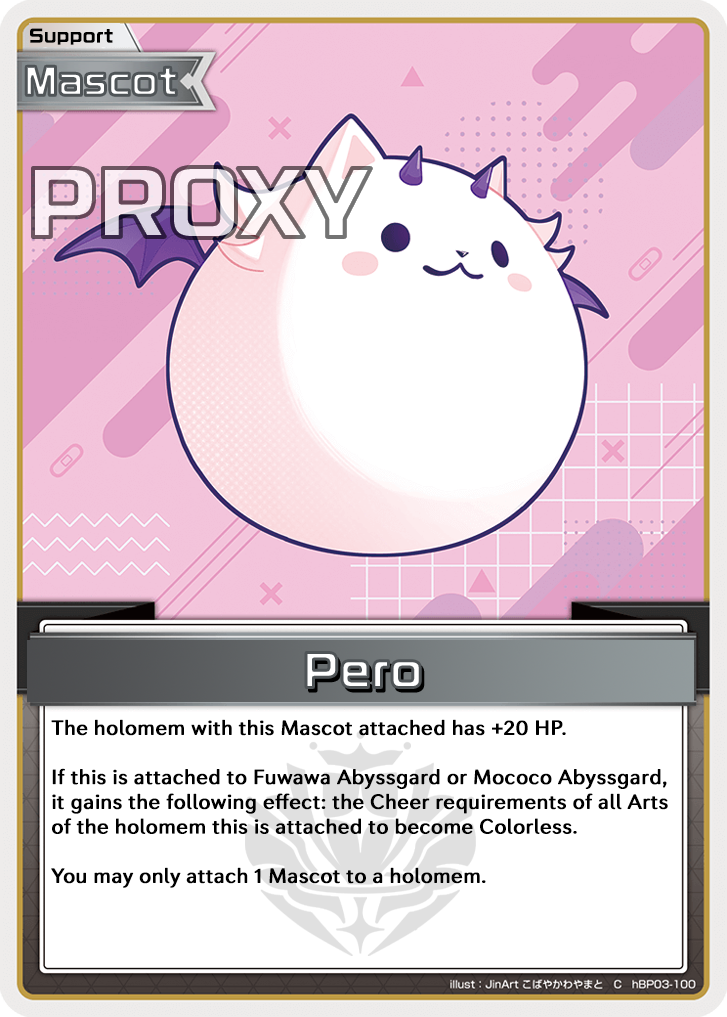 Support
Mascot
PROXY
Pero
The holomem with this Mascot attached has +20 HP.
If this is attached to Fuwawa Abyssgard or Mococo Abyssgard,
it gains the following effect: the Cheer requirements of all Arts
of the holomem this is attached to become Colorless.
You may only attach 1 Mascot to a holomem.
illust : JinArt こばやかわやまと C hBP03-100